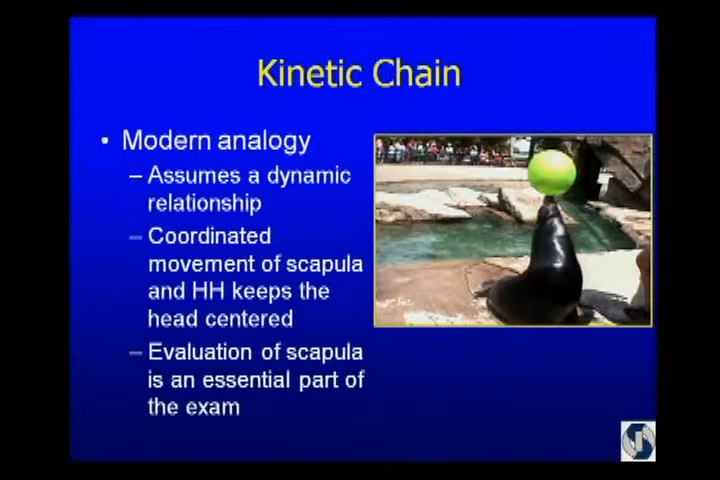 Kinetic Chain
• Modern analogy
– Assumes a dynamic
relationship
– Coordinated
movement of scapula
and HH keeps the
head centered
– Evaluation of scapula
is an essential part of
the exam